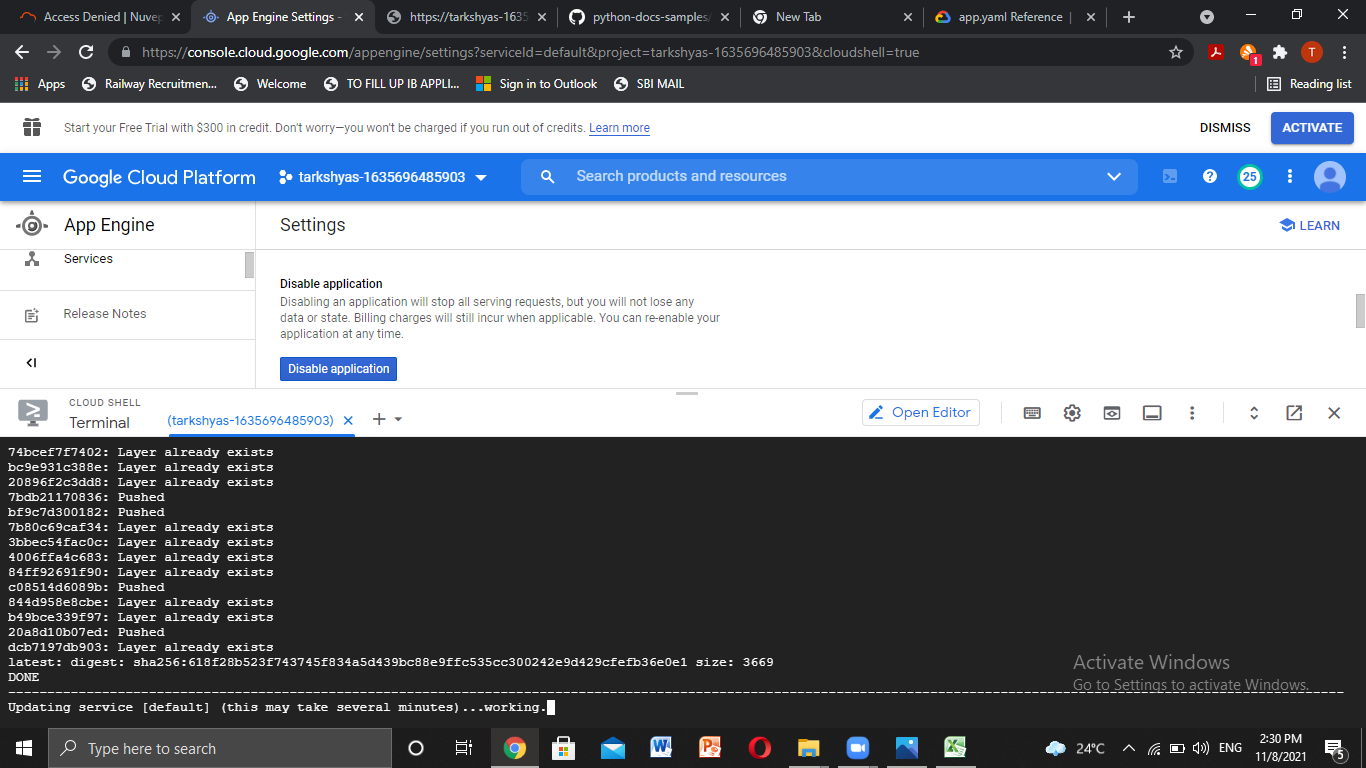 Access Denied | Nuvep
App Engine Settings -
https://tarkshyas-1635
python-docs-samples/
New Tab
app.yaml Reference |
https://console.cloud.google.com/appengine/settings?serviceId=default&project=tarkshyas-1635696485903&cloudshell=true
1
T
Apps
Railway Recruitmen...
Welcome
TO FILL UP IB APPLI...
Sign in to Outlook
SBI MAIL
Reading list
Start your Free Trial with $300 in credit. Don't worry—you won't be charged if you run out of credits. Learn more
DISMISS
ACTIVATE
Google Cloud Platform
tarkshyas-1635696485903
Search products and resources
25
App Engine
Settings
LEARN
Services
Release Notes
Disable application
Disabling an application will stop all serving requests, but you will not lose any
data or state. Billing charges will still incur when applicable. You can re-enable your
application at any time.
Disable application
CLOUD SHELL
Terminal
(tarkshyas-1635696485903)
Open Editor
74bcef7f7402: Layer already exists
bc9e931c388e: Layer already exists
20896f2c3dd8: Layer already exists
7bdb21170836: Pushed
bf9c7d300182: Pushed
7b80c69caf34: Layer already exists
3bbec54fac0c: Layer already exists
4006ffa4c683: Layer already exists
84ff92691f90: Layer already exists
c08514d6089b: Pushed
844d958e8cbe: Layer already exists
b49bce339f97: Layer already exists
20a8d10b07ed: Pushed
dcb7197db903: Layer already exists
latest: digest: sha256:618f28b523f743745f834a5d439bc88e9ffc535cc300242e9d429cfefb36e0e1 size: 3669
DONE
Updating service [default] (this may take several minutes)...working.
Activate Windows
Go to Settings to activate Windows.
Type here to search
24°C
ENG
2:30 PM
11/8/2021
5